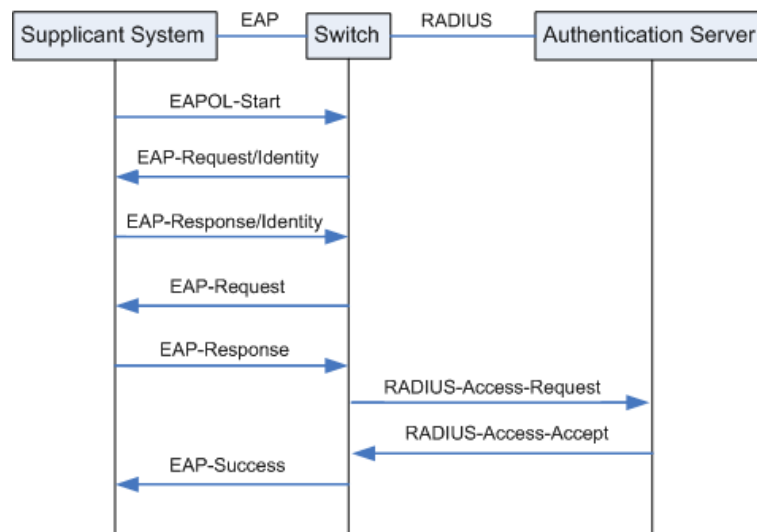 EAP
RADIUS
Supplicant System
Switch
Authentication Server
EAPOL-Start
EAP-Request/Identity
EAP-Response/Identity
EAP-Request
EAP-Response
RADIUS-Access-Request
RADIUS-Access-Accept
EAP-Success